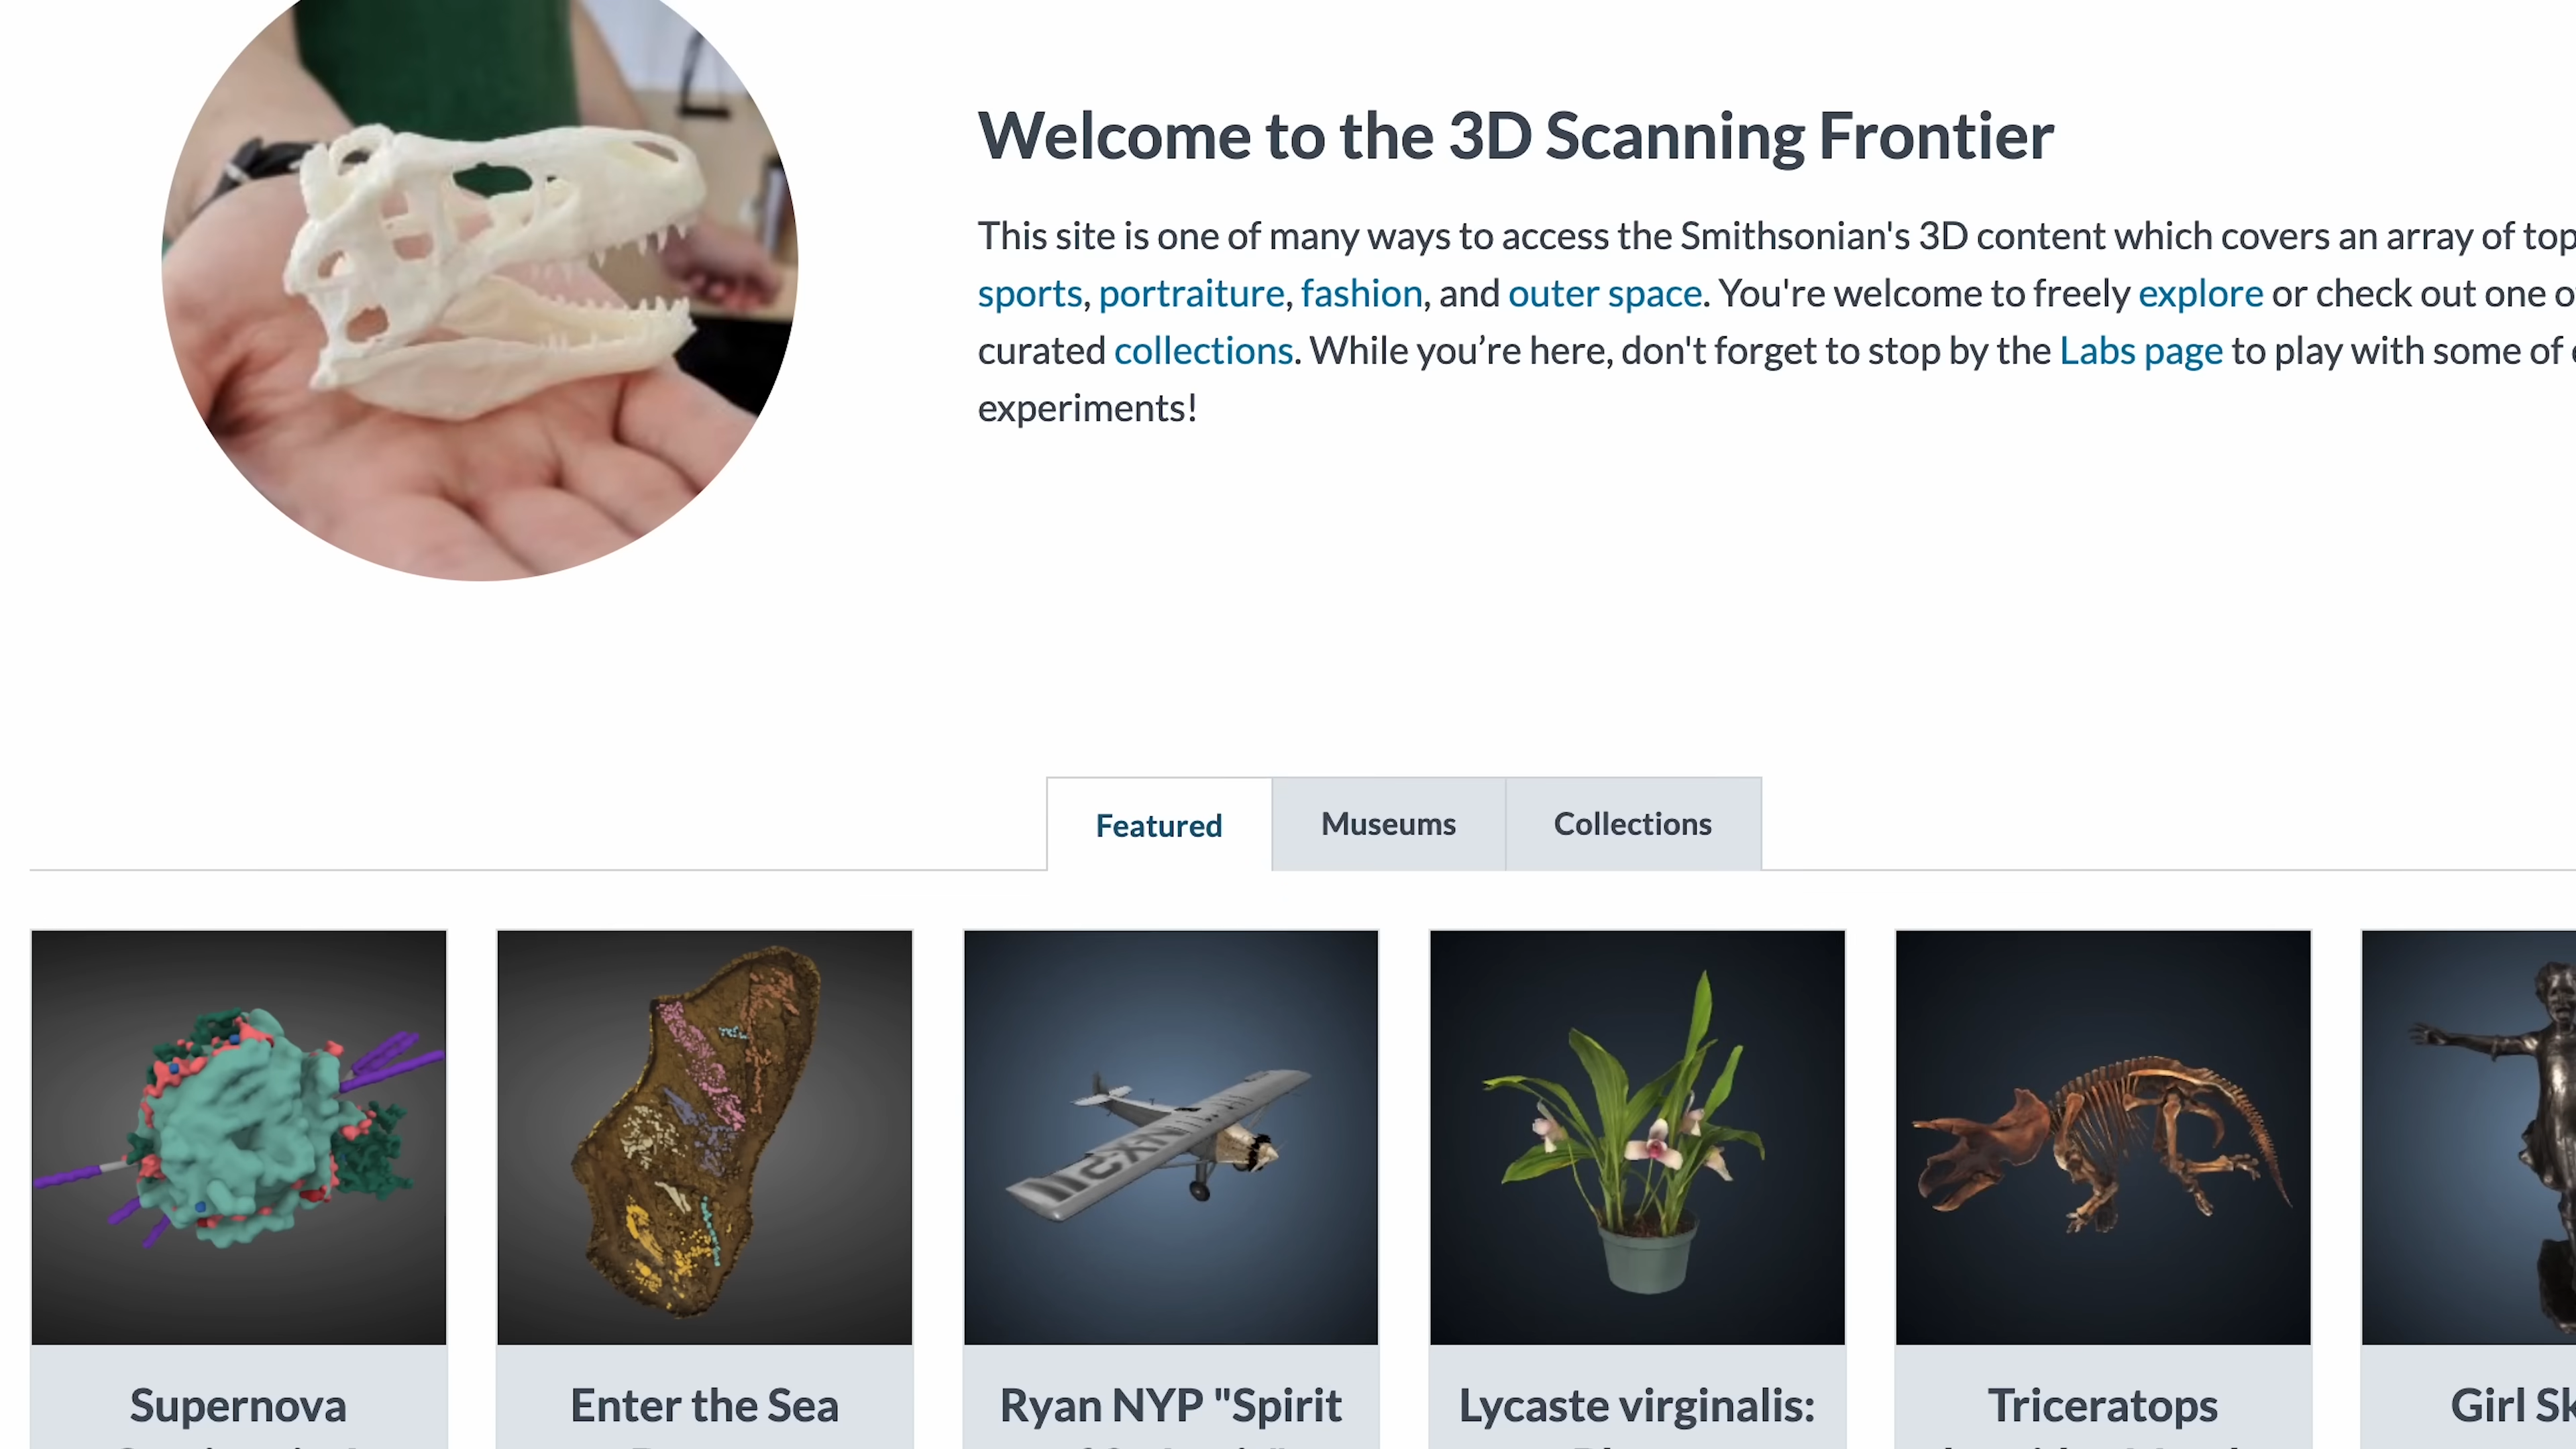 Welcome to the 3D Scanning Frontier
This site is one of many ways to access the Smithsonian's 3D content which covers an array of
sports, portraiture, fashion, and outer space. You're welcome to freely explore or check out one
curated collections. While you’re here, don't forget to stop by the Labs page to play with some of
experiments!
Featured
Museums
Collections
Supernova
Enter the Sea
Ryan NYP "Spirit
Lycaste virginalis:
Triceratops
Girl